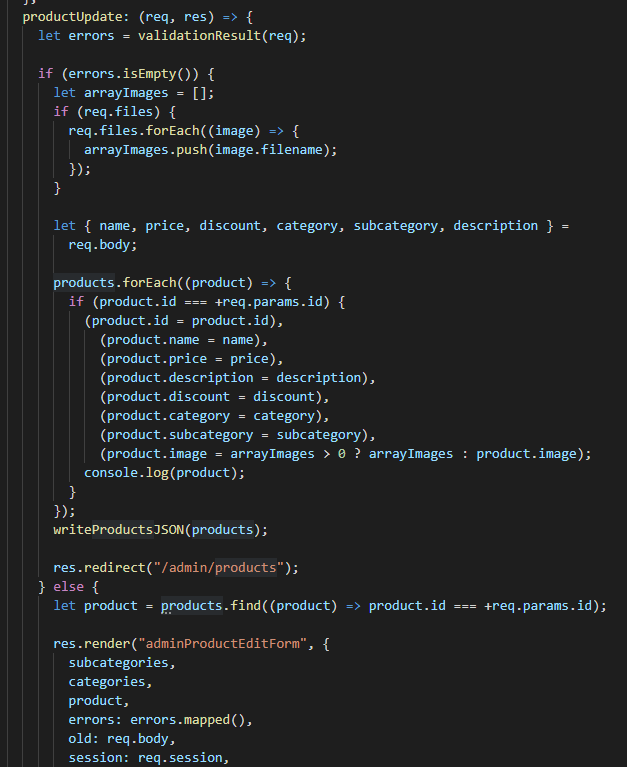 };
productUpdate: (req, res) => {
let errors = validationResult(req);
if (errors.isEmpty()) {
let arrayImages = [];
if (req.files) {
req.files.forEach((image) => {
arrayImages.push(image.filename);
});
}
let { name, price, discount, category, subcategory, description } =
req.body;
products.forEach((product) => {
if (product.id === +req.params.id) {
(product.id = product.id),
(product.name = name),
(product.price = price),
(product.description = description),
(product.discount = discount),
(product.category = category),
(product.subcategory = subcategory),
(product.image = arrayImages > 0 ? arrayImages : product.image);
console.log(product);
}
});
writeProductsJSON(products);
res.redirect("/admin/products");
} else {
let product = products.find((product) => product.id === +req.params.id);
res.render("adminProductEditForm", {
subcategories,
categories,
product,
errors: errors.mapped(),
old: req.body,
session: req.session,